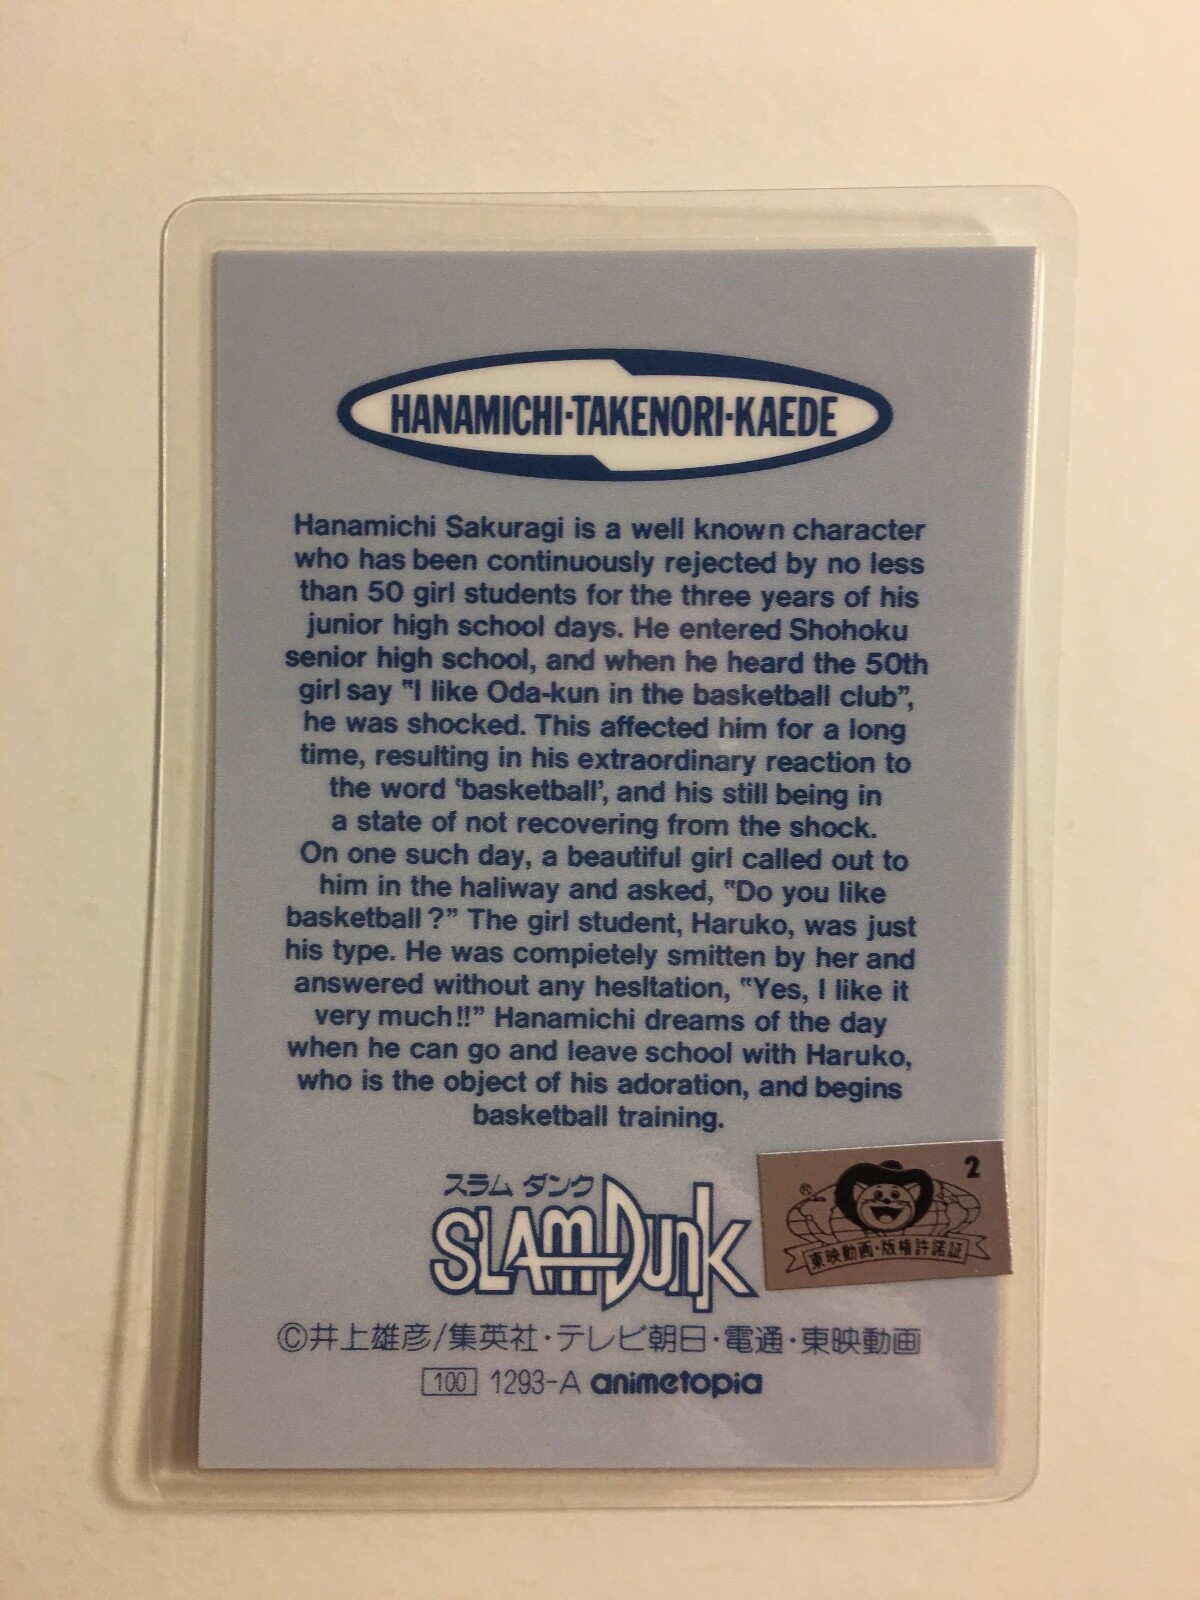 HANAMICHI·TAKENORI·KAEDE
Hanamichi Sakuragi is a well known character
who has been continuously rejected by no less
than 50 girl students for the three years of his
junior high school days. He entered Shohoku
senior high school, and when he heard the 50th
girl say "I like Oda-kun in the basketball club",
he was shocked. This affected him for a long
time, resulting in his extraordinary reaction to
the word 'basketball', and his still being in
a state of not recovering from the shock.
On one such day, a beautiful girl called out to
him in the haliway and asked, "Do you like
basketball?" The girl student, Haruko, was just
his type. He was compietely smitten by her and
answered without any hesItation, "Yes, I like it
very much!!" Hanamichi dreams of the day
when he can go and leave school with Haruko,
who is the object of his adoration, and begins
basketball training.
スラム ダンク
SLAM DUNK
2
®
東映動画・版権許諾証
©井上雄彦/集英社・テレビ朝日・電通・東映動画
100 1293-A animetopia